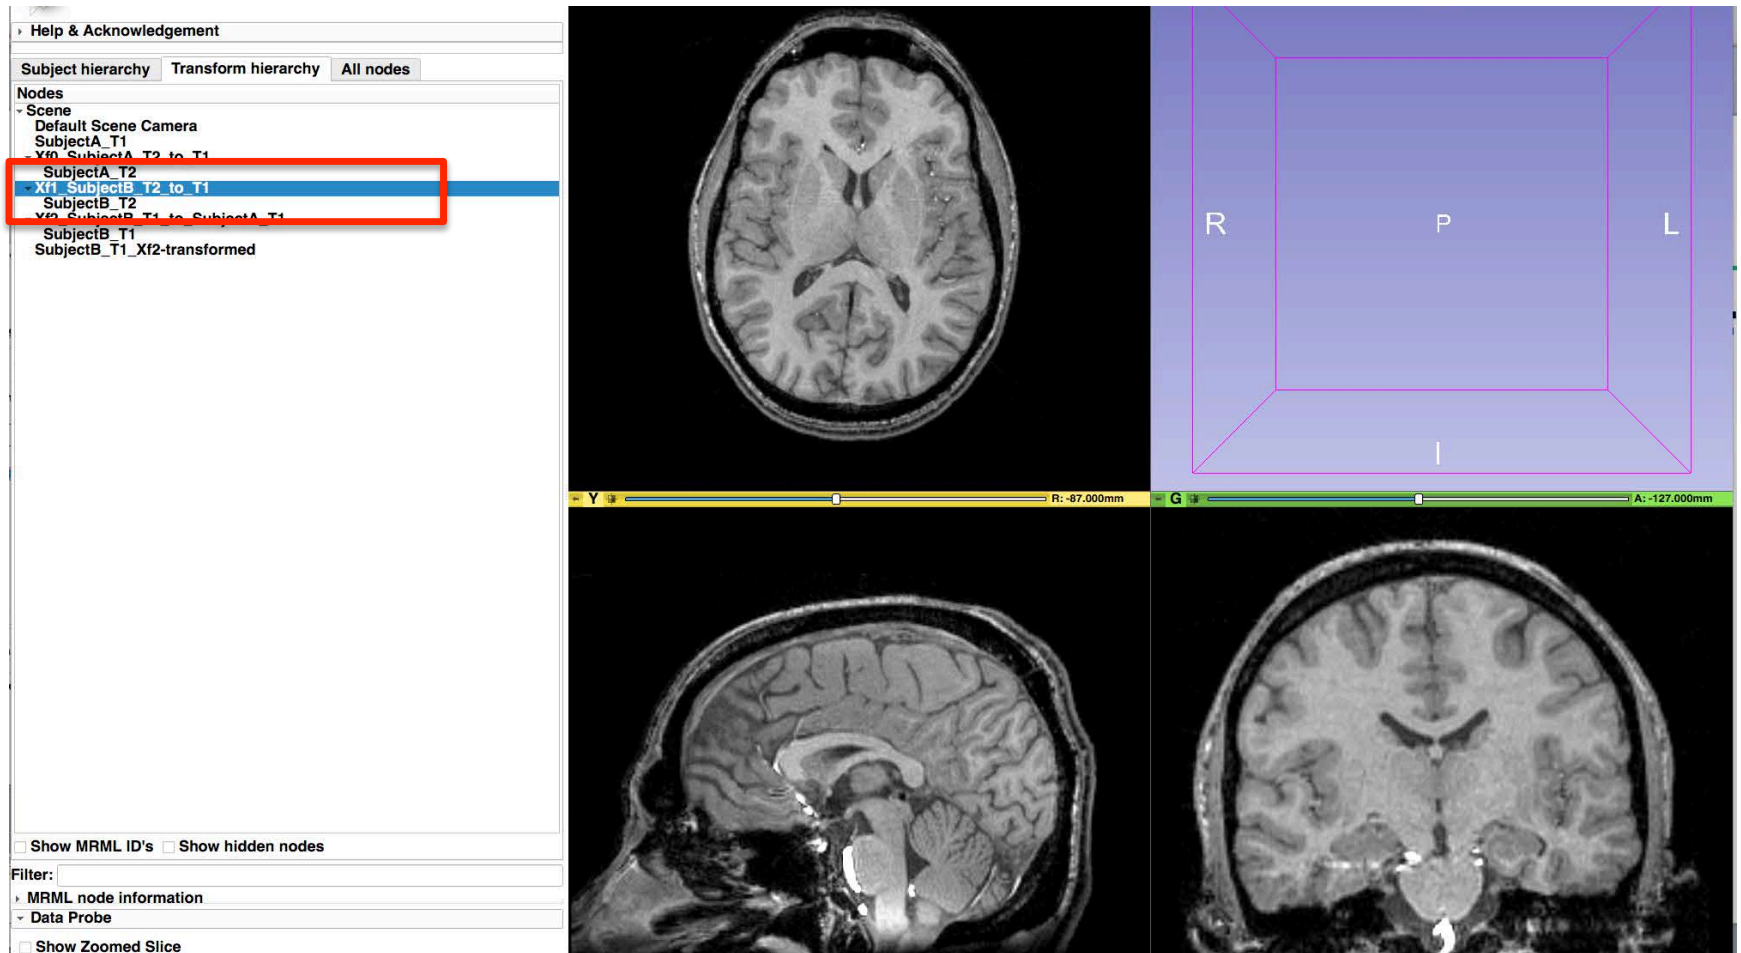 Help & Acknowledgement
Subject hierarchy Transform hierarchy All nodes
Nodes
Scene
Default Scene Camera
SubjectA_T1
Xf0_SubjectA_T2_to_T1
SubjectA_T2
Xf1_SubjectB_T2_to_T1
SubjectB_T2
Xf2_SubjectB_T1_to_SubjectA_T1
SubjectB_T1
SubjectB_T1_Xf2-transformed
Show MRML ID's Show hidden nodes
Filter:
MRML node information
Data Probe
Show Zoomed Slice
R P L
I
Y R: -87.000mm
G A: -127.000mm